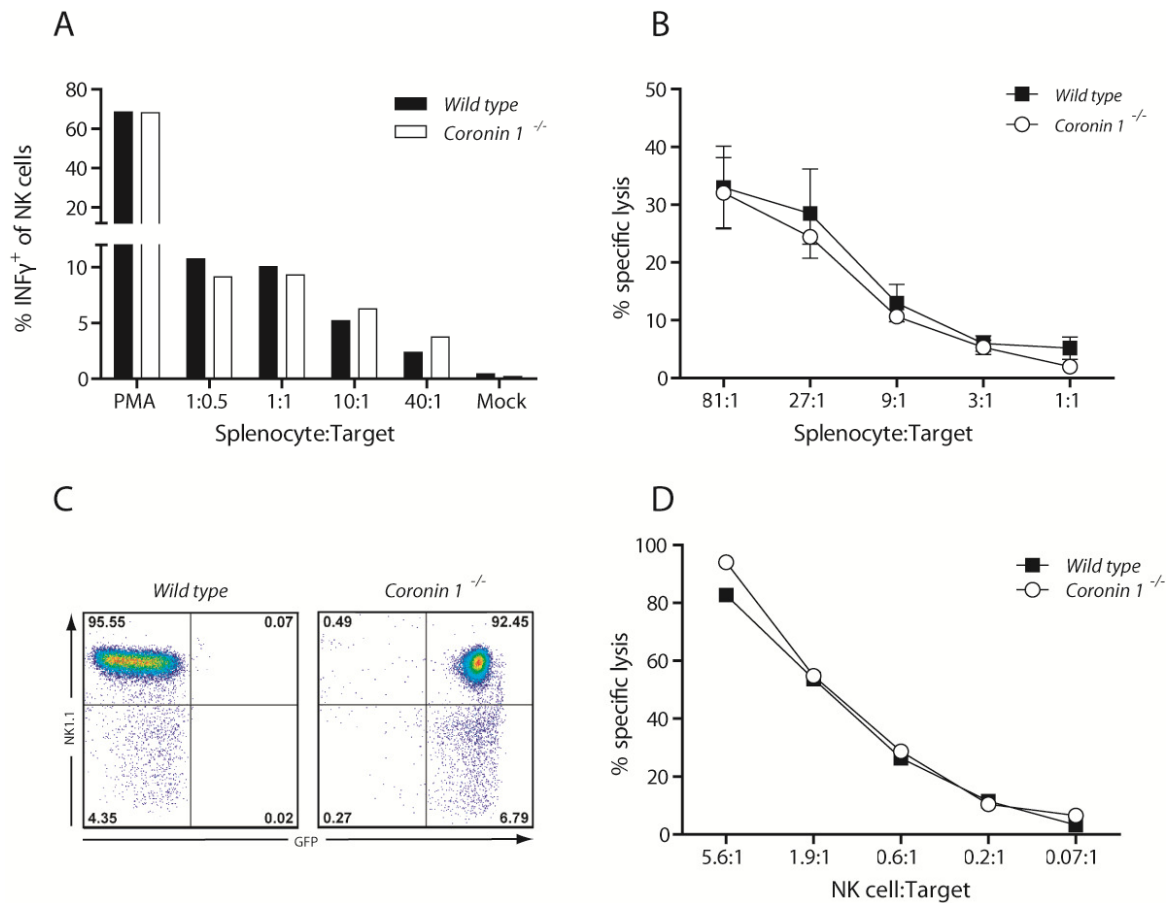 A
80
60
40
20
10
5
0
% INFγ+ of NK cells
Wild type
Coronin 1 -/-
PMA 1:0.5 1:1 10:1 40:1 Mock
Splenocyte:Target
B
50
40
30
20
10
0
% specific lysis
Wild type
Coronin 1 -/-
81:1 27:1 9:1 3:1 1:1
Splenocyte:Target
C
Wild type
95.55 0.07
4.35 0.02
Coronin 1 -/-
0.49 92.45
0.27 6.79
NK1.1
GFP
D
100
80
60
40
20
0
% specific lysis
Wild type
Coronin 1 -/-
5.6:1 1.9:1 0.6:1 0.2:1 0.07:1
NK cell:Target